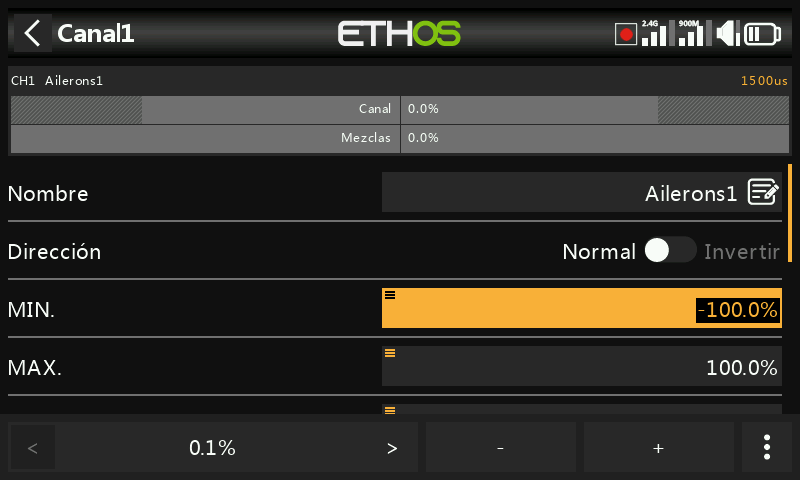 Canal1
ETHOS
2.4G 900M
CH1 Ailerons1 1500us
Canal 0.0%
Mezclas 0.0%
Nombre Ailerons1
Dirección Normal Invertir
MIN. -100.0%
MAX. 100.0%
< 0.1% > - +